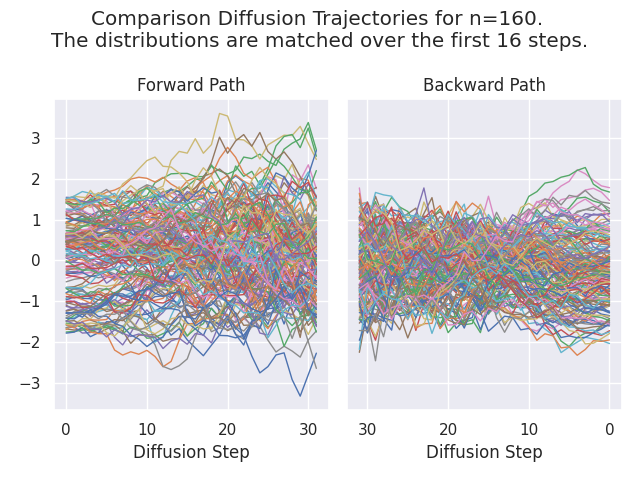 Comparison Diffusion Trajectories for n=160.
The distributions are matched over the first 16 steps.
Forward Path
Backward Path
3
2
1
0
−1
−2
−3
0 10 20 30
30 20 10 0
Diffusion Step
Diffusion Step